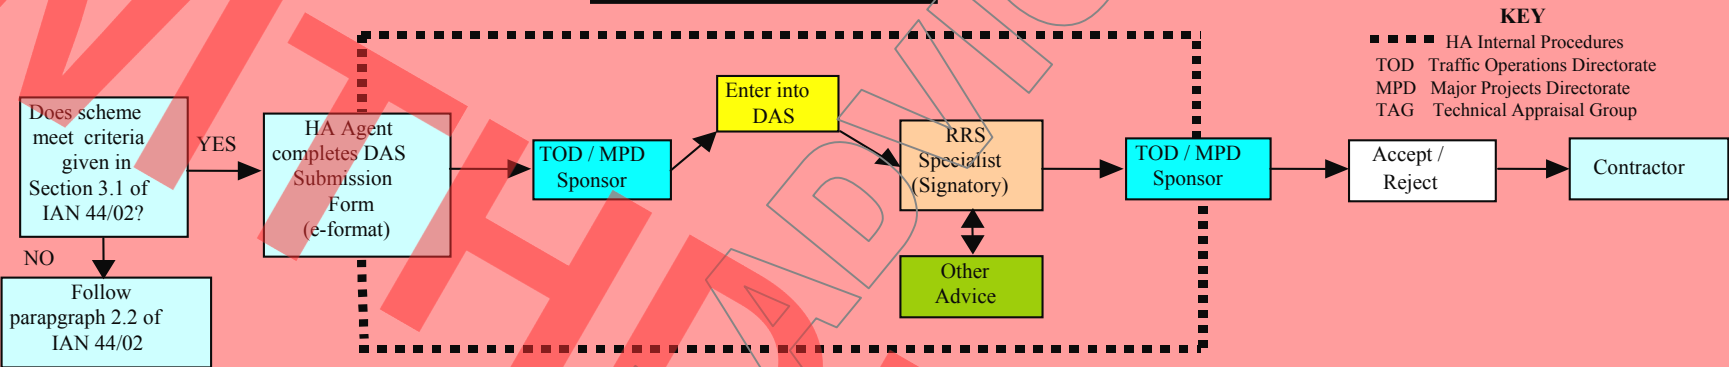 KEY
HA Internal Procedures
TOD Traffic Operations Directorate
MPD Major Projects Directorate
TAG Technical Appraisal Group
Does scheme
meet criteria
given in
Section 3.1 of
IAN 44/02?
YES
NO
Follow
parapgraph 2.2 of
IAN 44/02
HA Agent
completes DAS
Submission
Form
(e-format)
TOD / MPD
Sponsor
Enter into
DAS
RRS
Specialist
(Signatory)
Other
Advice
TOD / MPD
Sponsor
Accept /
Reject
Contractor